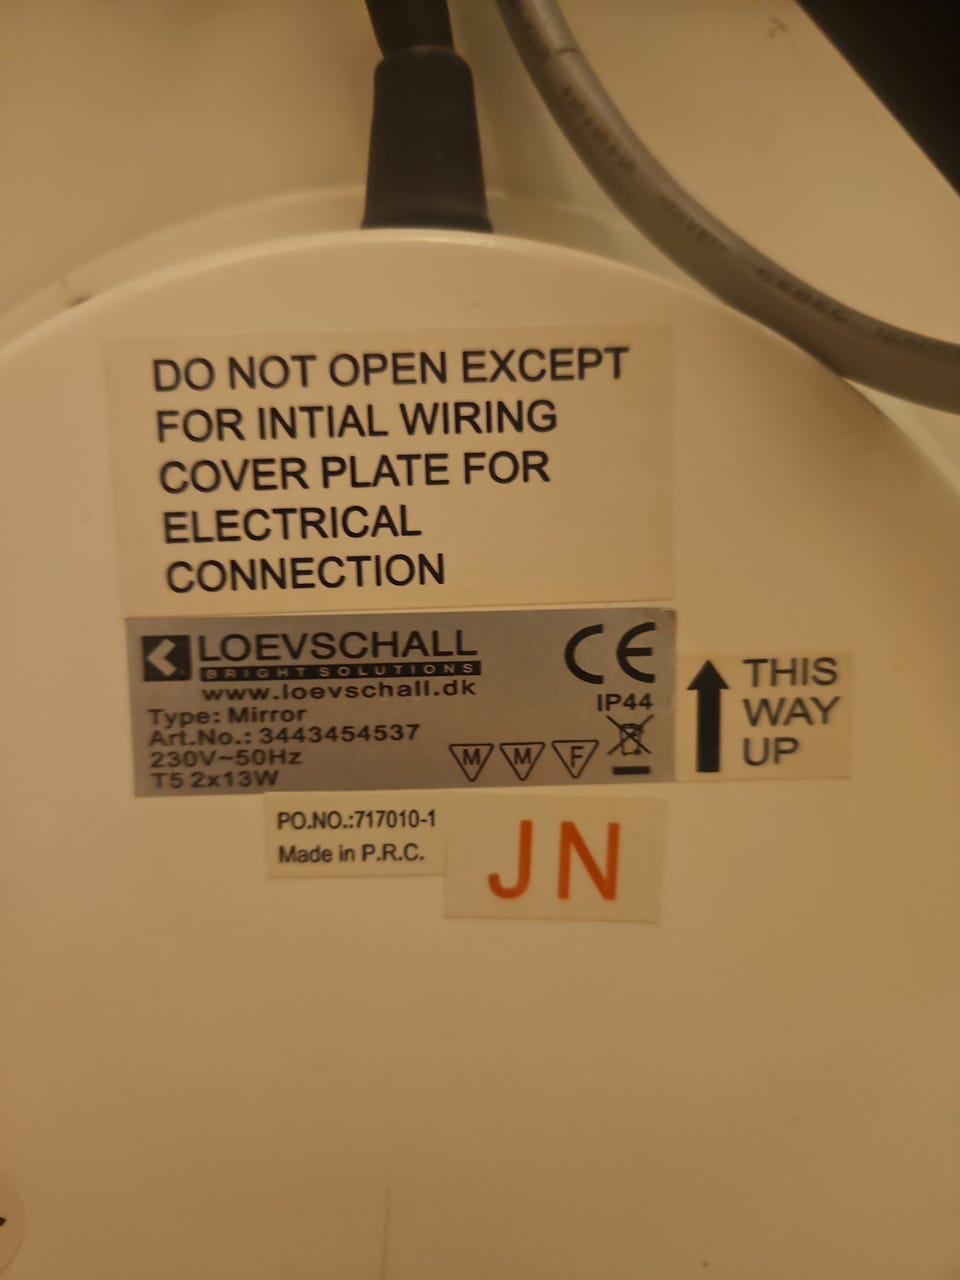 DO NOT OPEN EXCEPT
FOR INTIAL WIRING
COVER PLATE FOR
ELECTRICAL
CONNECTION
LOEVSCHALL
BRIGHT SOLUTIONS
www.loevschall.dk
Type: Mirror
Art.No.: 3443454537
230V~50Hz
T5 2x13W
CE
IP44
M M F
THIS
WAY
UP
PO.NO.:717010-1
Made in P.R.C.
JN
CEBEC